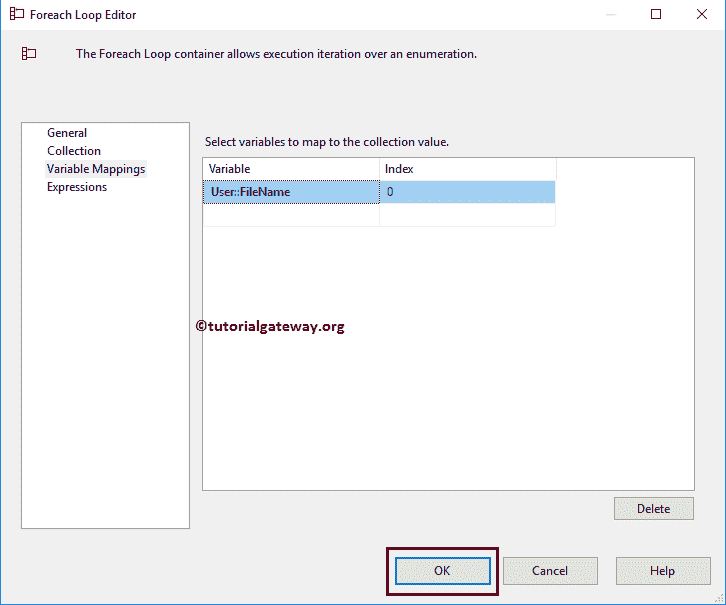 Foreach Loop Editor
The Foreach Loop container allows execution iteration over an enumeration.
General
Collection
Variable Mappings
Expressions
Select variables to map to the collection value.
Variable Index
User::FileName 0
©tutorialgateway.org
Delete
OK Cancel Help